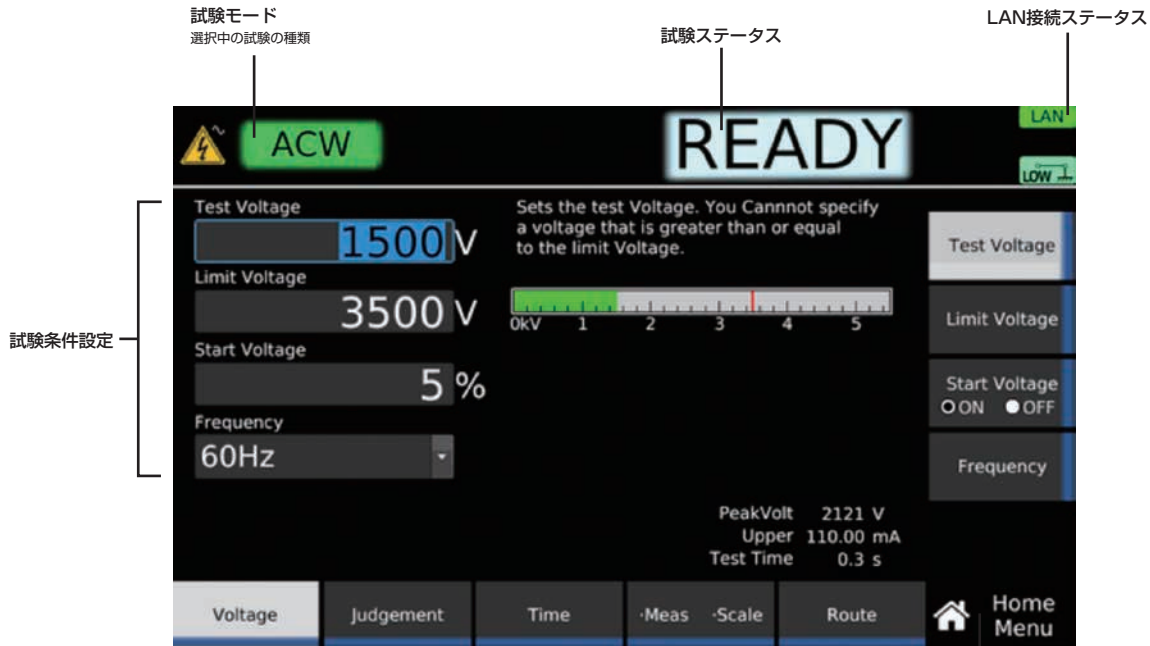 試験モード
選択中の試験の種類
試験ステータス
LAN接続ステータス
ACW
READY
LAN
LOW
試験条件設定
Test Voltage
1500 V
Limit Voltage
3500 V
Start Voltage
5 %
Frequency
60Hz
Sets the test Voltage. You Cannnot specify
a voltage that is greater than or equal
to the limit Voltage.
0kV 1 2 3 4 5
PeakVolt 2121 V
Upper 110.00 mA
Test Time 0.3 s
Test Voltage
Limit Voltage
Start Voltage
ON OFF
Frequency
Voltage
Judgement
Time
·Meas ·Scale
Route
Home
Menu